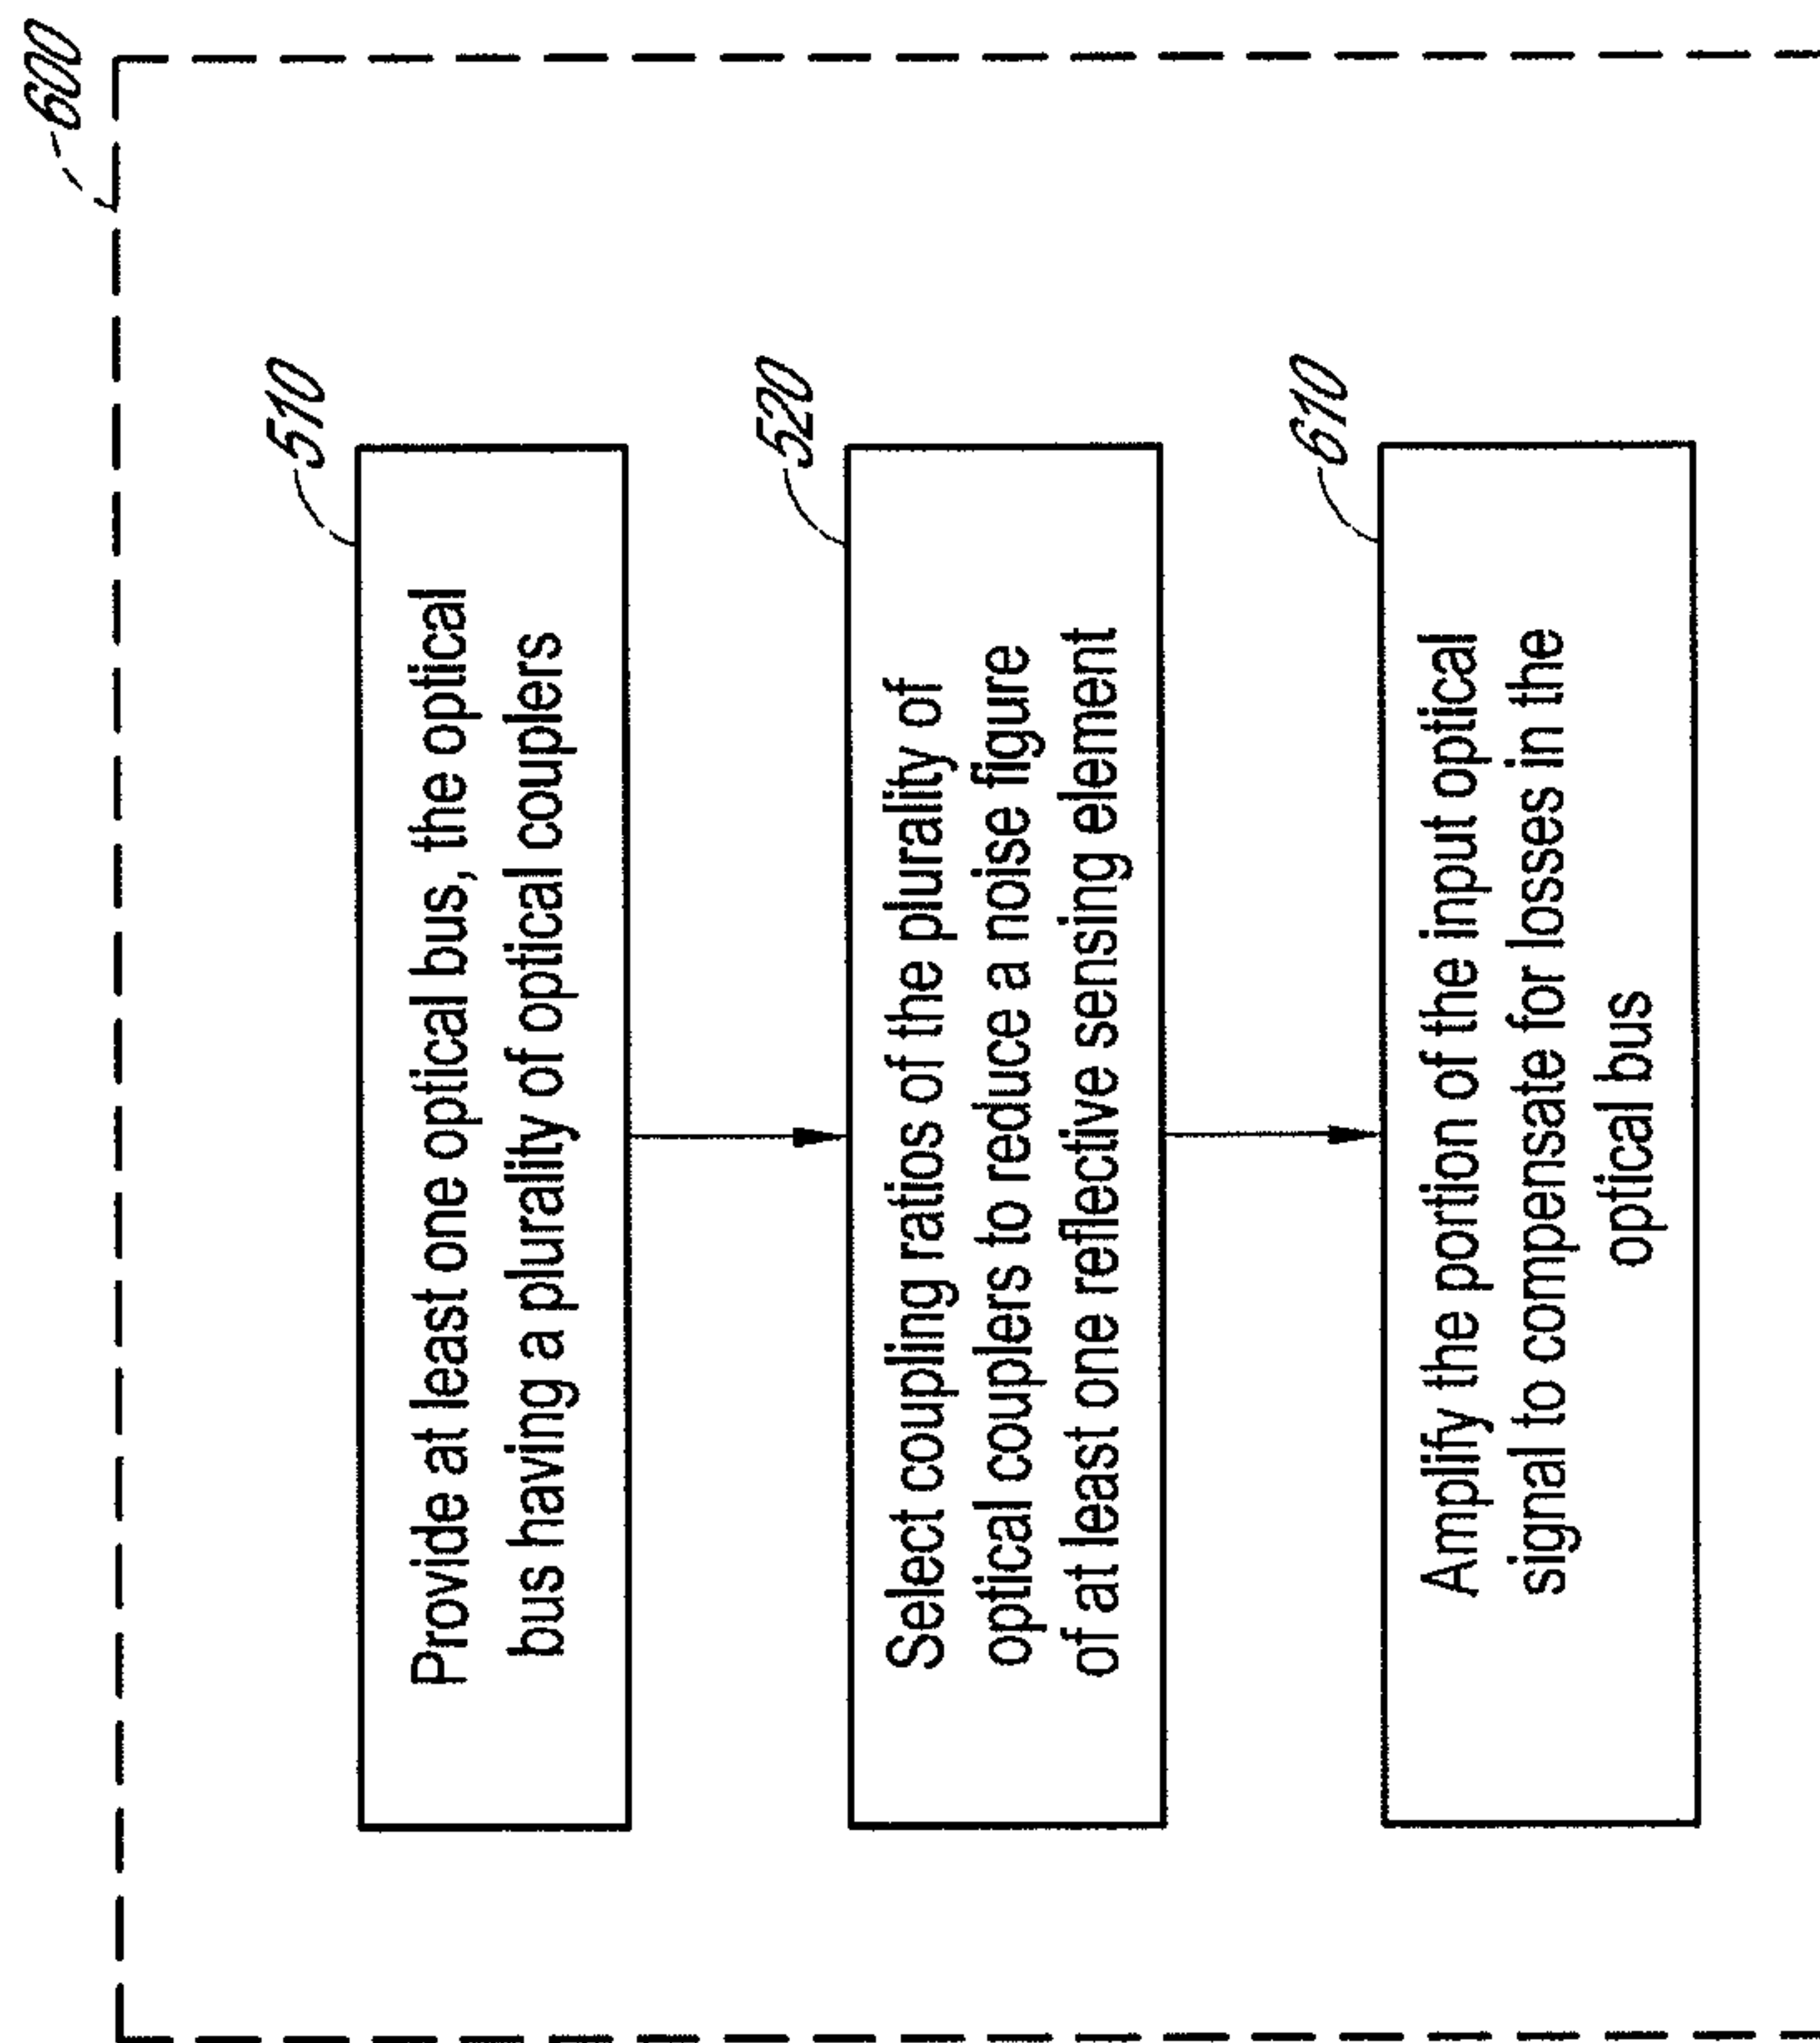 600
510
Provide at least one optical bus, the optical
bus having a plurality of optical couplers
520
Select coupling ratios of the plurality of
optical couplers to reduce a noise figure
of at least one reflective sensing element
610
Amplify the portion of the input optical
signal to compensate for losses in the
optical bus